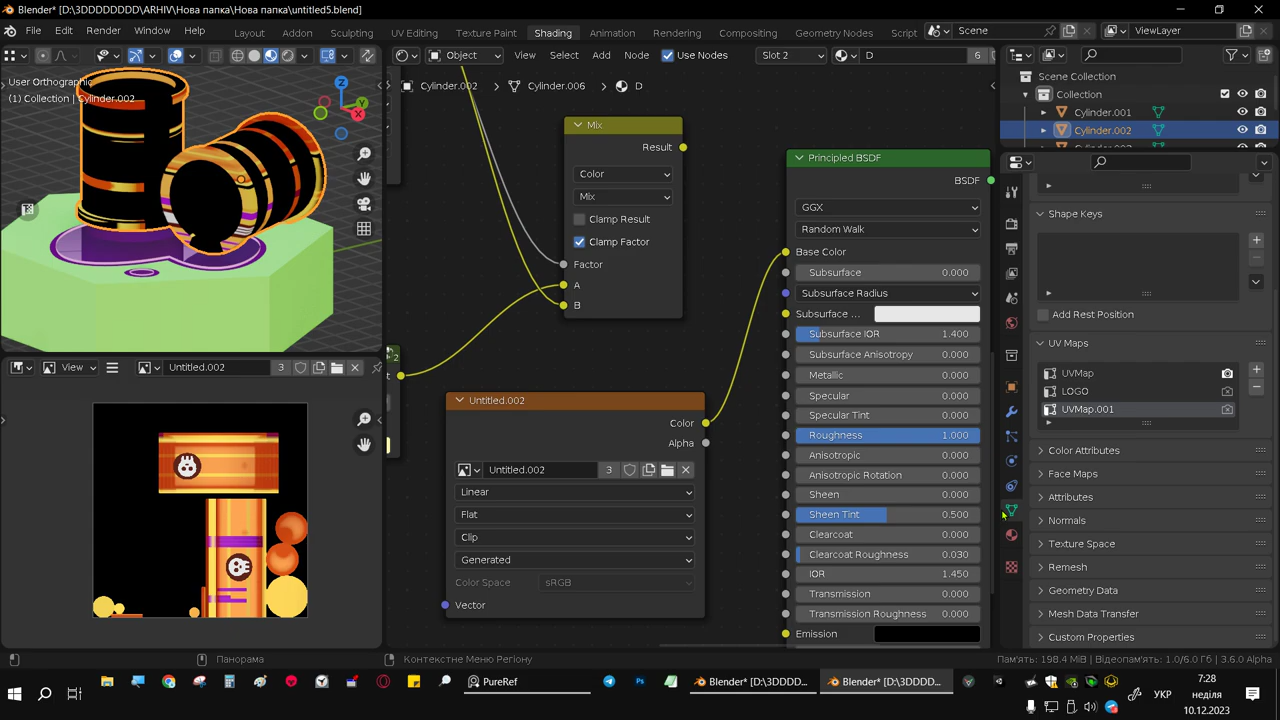 Blender* [D:\3DDDDDDDD\ARHIV\Нова папка\Нова папка\untitled5.blend]
File Edit Render Window Help
Layout Addon Sculpting UV Editing Texture Paint Shading Animation Rendering Compositing Geometry Nodes Script
Scene
ViewLayer
Object View Select Add Node Use Nodes Slot 2 D 6
Cylinder.002 > Cylinder.006 > D
User Orthographic
(1) Collection | Cylinder.002
Z
Y
X
View Untitled.002 3
Mix
Result
Color
Mix
Clamp Result
Clamp Factor
Factor
A
B
2
Untitled.002
Color
Alpha
Untitled.002 3
Linear
Flat
Clip
Generated
Color Space sRGB
Vector
Principled BSDF
BSDF
GGX
Random Walk
Base Color
Subsurface 0.000
Subsurface Radius
Subsurface ...
Subsurface IOR 1.400
Subsurface Anisotropy 0.000
Metallic 0.000
Specular 0.000
Specular Tint 0.000
Roughness 1.000
Anisotropic 0.000
Anisotropic Rotation 0.000
Sheen 0.000
Sheen Tint 0.500
Clearcoat 0.000
Clearcoat Roughness 0.030
IOR 1.450
Transmission 0.000
Transmission Roughness 0.000
Emission
Scene Collection
Collection
Cylinder.001
Cylinder.002
Shape Keys
Add Rest Position
UV Maps
UVMap
LOGO
UVMap.001
Color Attributes
Face Maps
Attributes
Normals
Texture Space
Remesh
Geometry Data
Mesh Data Transfer
Custom Properties
Панорама
Контекстне Меню Регіону
Пам'ять: 198.4 MiB | Відеопам'ять: 1.0/6.0 Гб | 3.6.0 Alpha
PureRef
Blender* [D:\3DDDD...
Blender* [D:\3DDDD...
УКР
7:28
неділя
10.12.2023